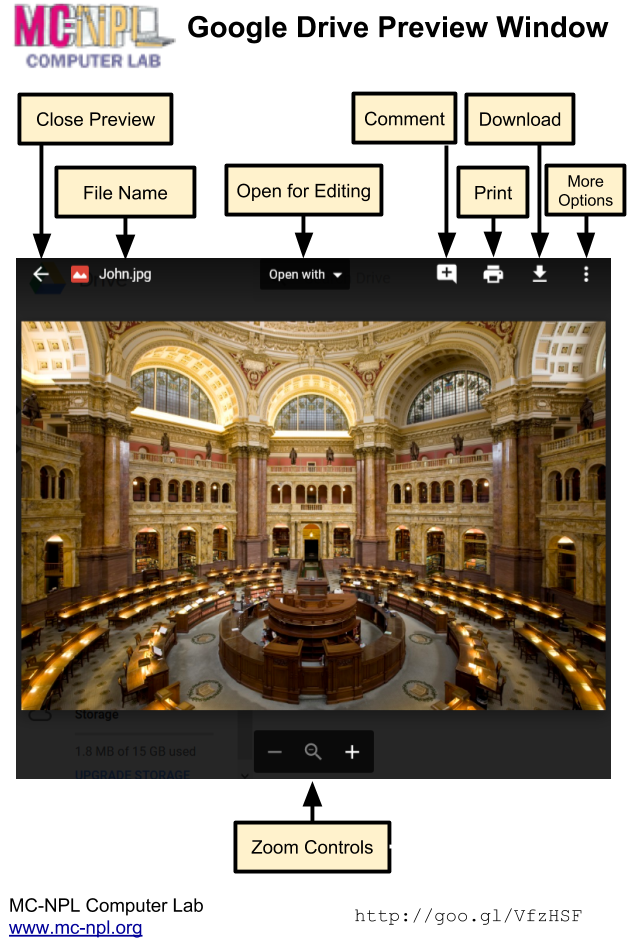 MC-NPL
COMPUTER LAB
Google Drive Preview Window
Close Preview
Comment
Download
File Name
Open for Editing
Print
More
Options
John.jpg
Open with
Drive
Drive
Storage
1.8 MB of 15 GB used
UPGRADE STORAGE
Zoom Controls
MC-NPL Computer Lab
www.mc-npl.org
http://goo.gl/VfzHSF